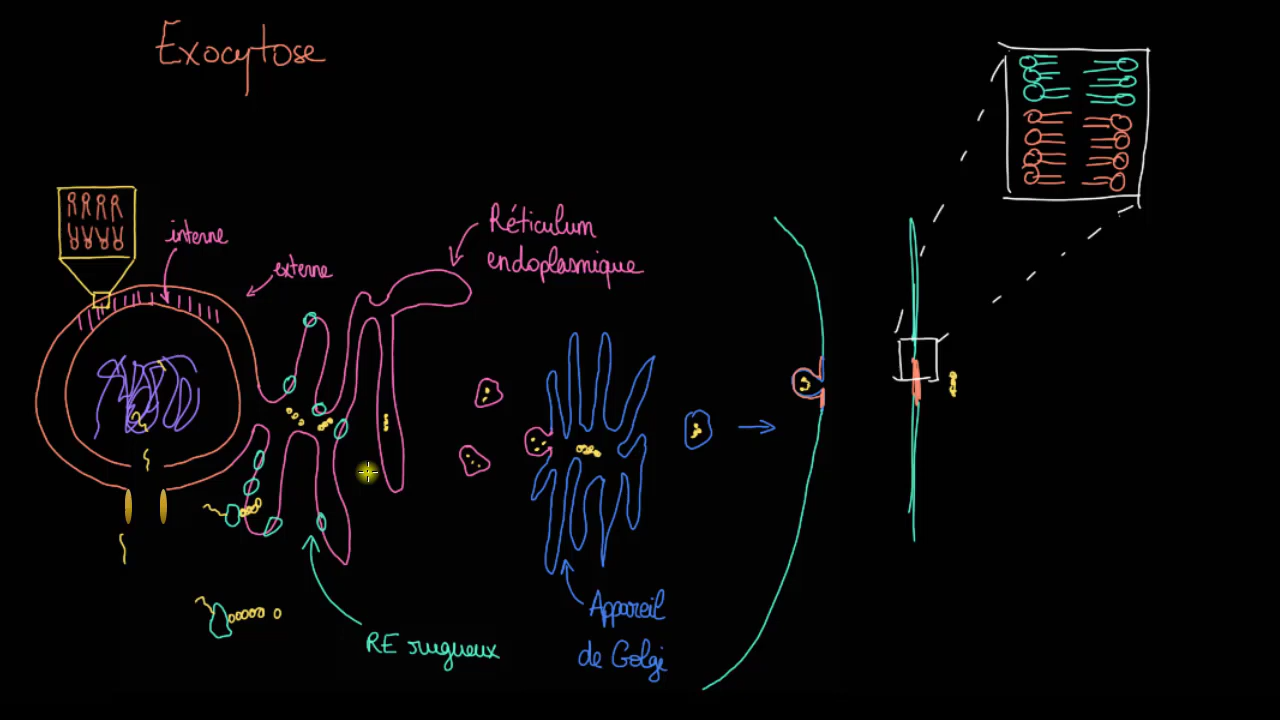 Exocytose
interne
externe
Réticulum
endoplasmique
RE rugueux
Appareil
de Golgi